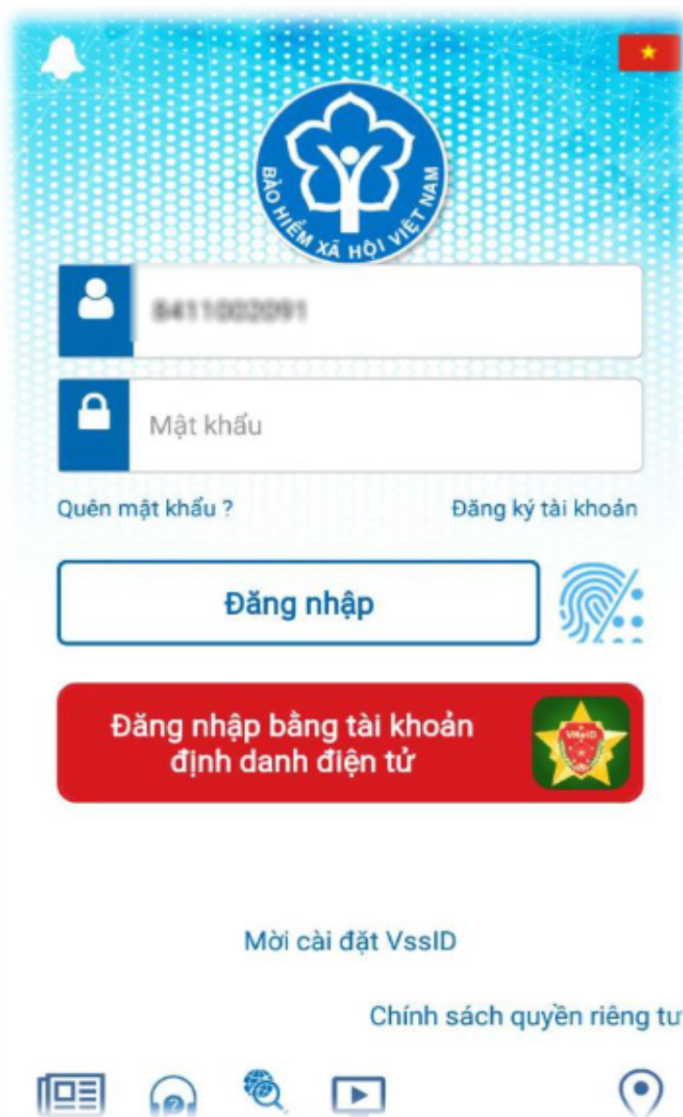 BẢO HIỂM XÃ HỘI VIỆT NAM
Mật khẩu
Quên mật khẩu ?
Đăng ký tài khoản
Đăng nhập
Đăng nhập bằng tài khoản
định danh điện tử
VNeID
Mời cài đặt VssID
Chính sách quyền riêng tư